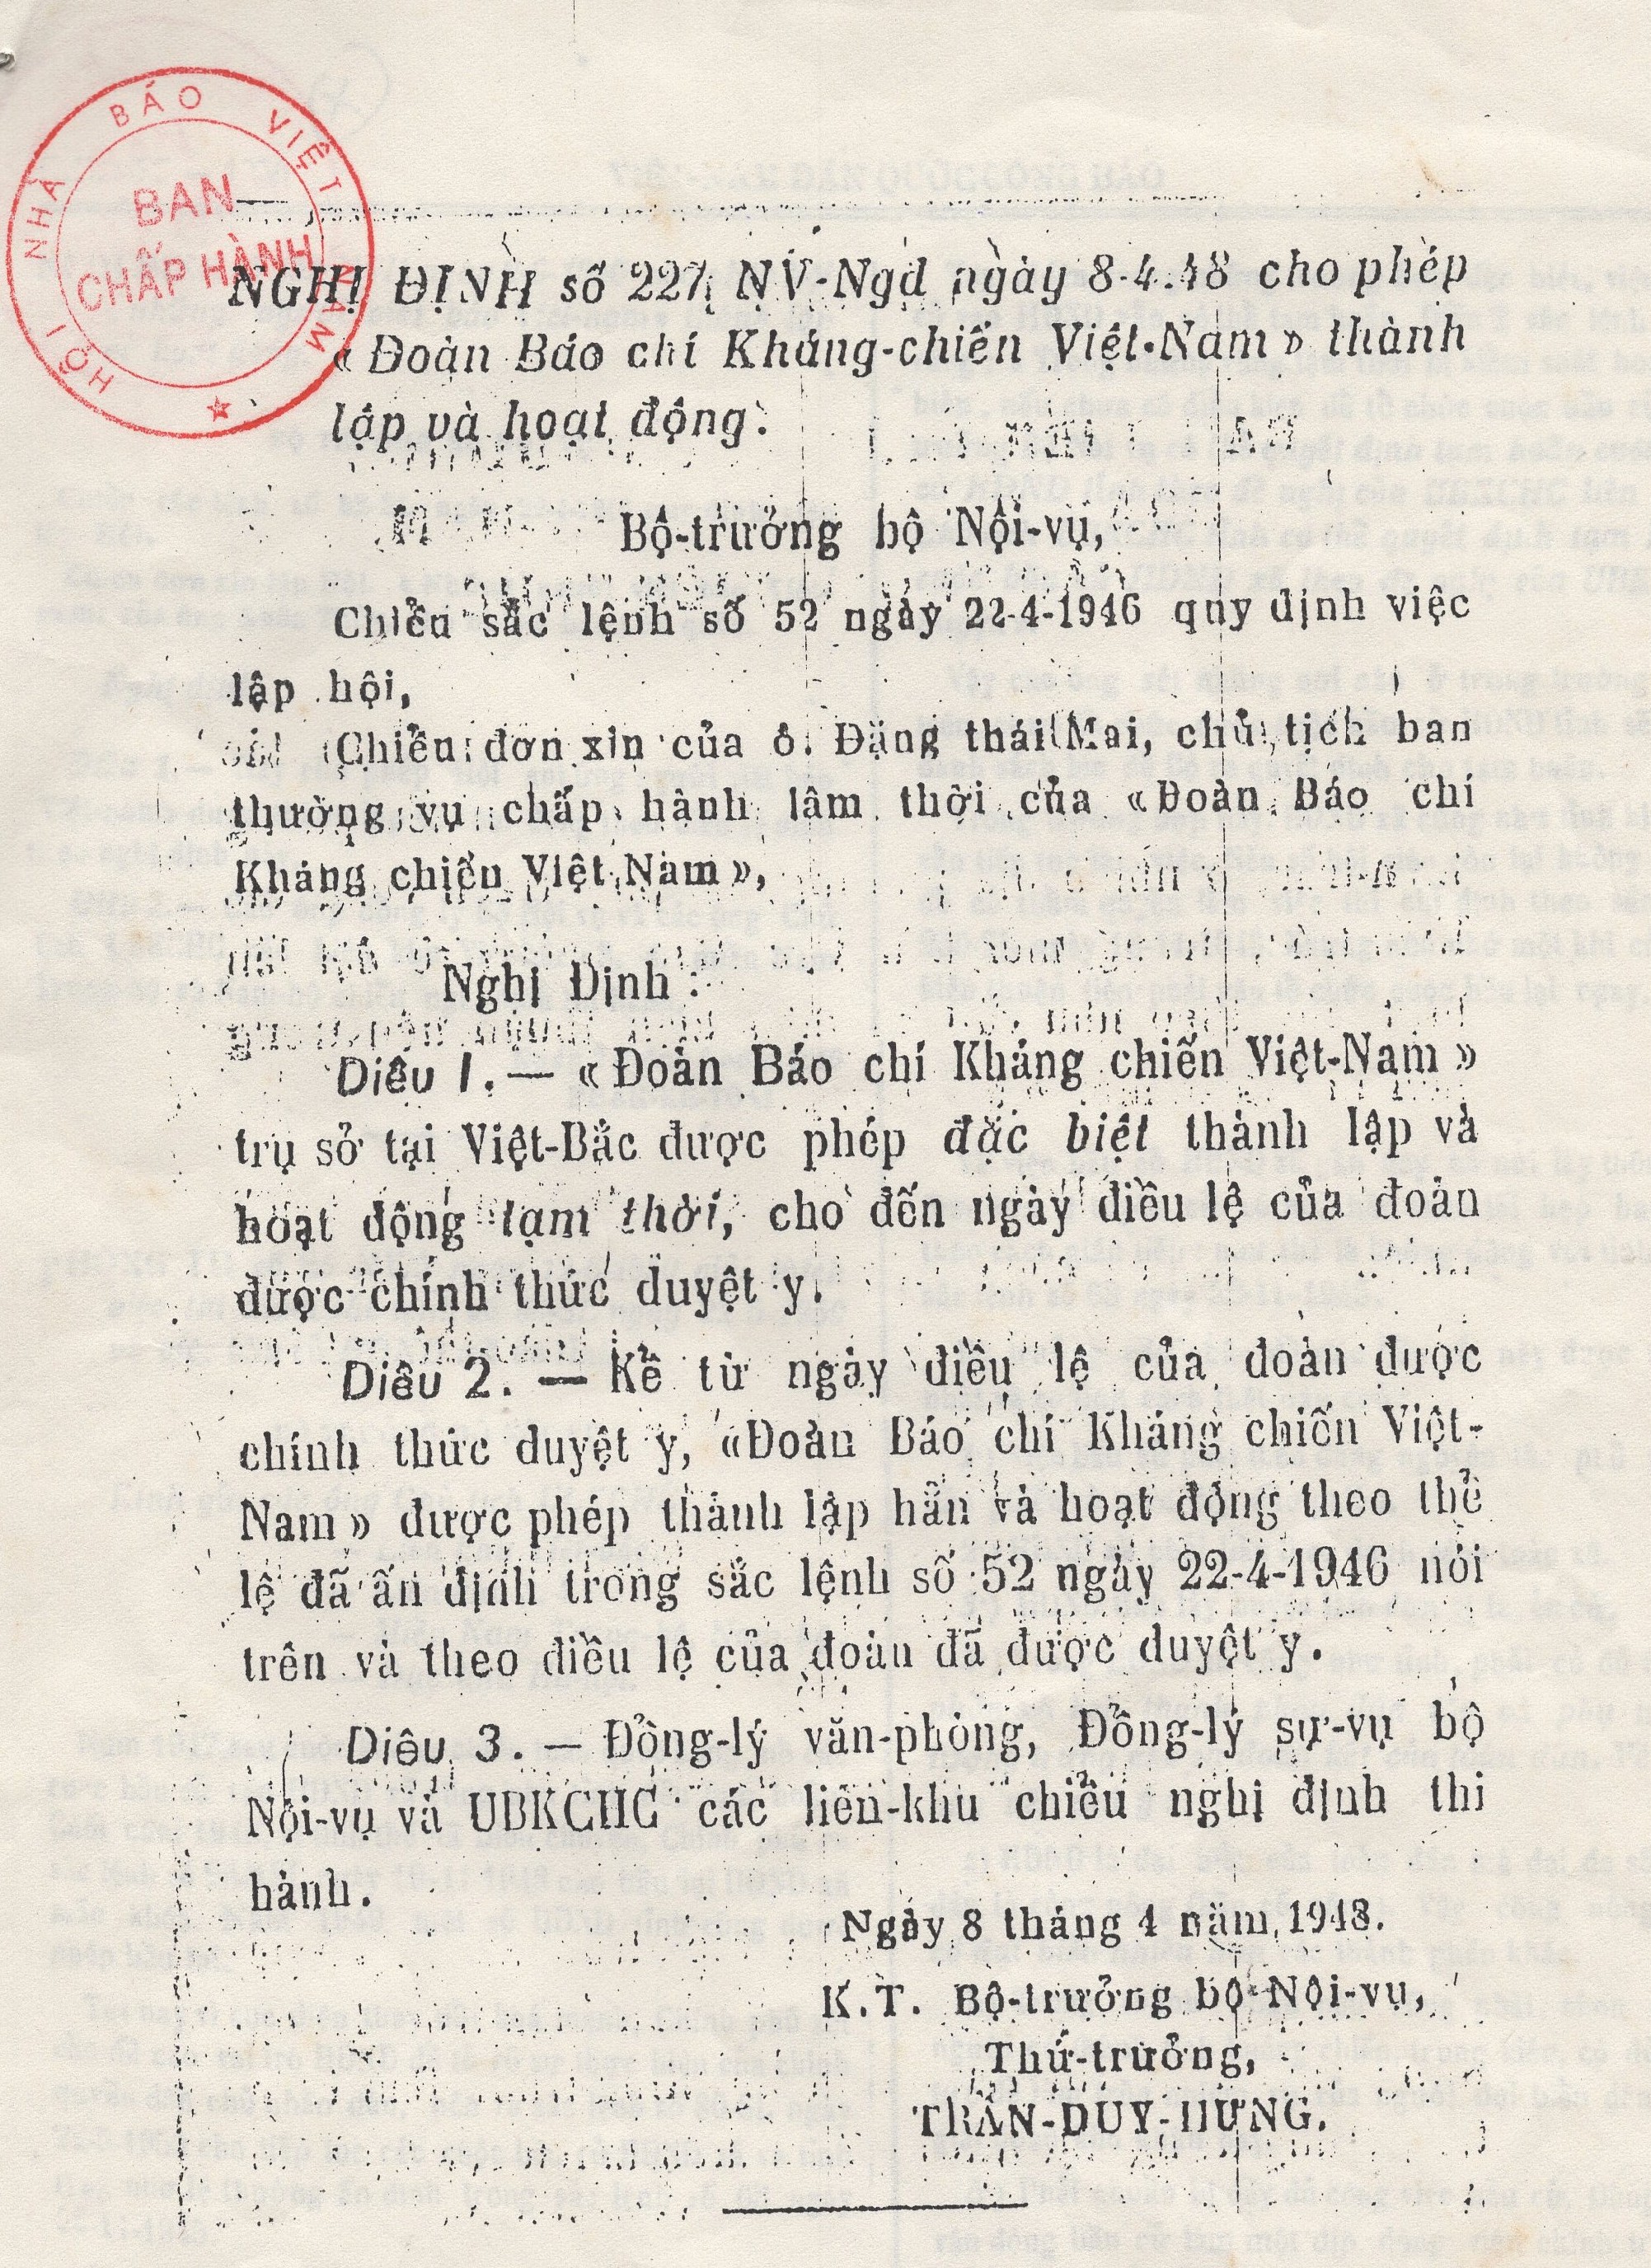 HỘI NHÀ BÁO VIỆT NAM
BAN
CHẤP HÀNH
NGHỊ ĐỊNH số 227, NV-Ngd ngày 8-4.48 cho phép
« Đoàn Báo chí Kháng-chiến Việt-Nam » thành
lập và hoạt động.
Bộ-trưởng bộ Nội-vụ,
Chiểu sắc lệnh số 52 ngày 22-4-1946 quy định việc
lập hội,
Chiểu đơn xin của ô. Đặng thái Mai, chủ tịch ban
thường vụ chấp hành lâm thời của «Đoàn Báo chí
Kháng chiến Việt Nam»,
Nghị Định :
Điều 1. — «Đoàn Báo chí Kháng chiến Việt-Nam»
trụ sở tại Việt-Bắc được phép đặc biệt thành lập và
hoạt động tạm thời, cho đến ngày điều lệ của đoàn
được chính thức duyệt y.
Điều 2. — Kể từ ngày điều lệ của đoàn được
chính thức duyệt y, «Đoàn Báo chí Kháng chiến Việt-
Nam» được phép thành lập hẳn và hoạt động theo thể
lệ đã ấn định trong sắc lệnh số 52 ngày 22-4-1946 nói
trên và theo điều lệ của đoàn đã được duyệt y.
Điều 3. — Đổng-lý văn-phòng, Đổng-lý sự-vụ bộ
Nội-vụ và UBKCHC các liên-khu chiểu nghị định thi
hành.
Ngày 8 tháng 4 năm 1948.
K.T. Bộ-trưởng bộ Nội-vụ,
Thứ-trưởng,
TRẦN-DUY-HƯNG.